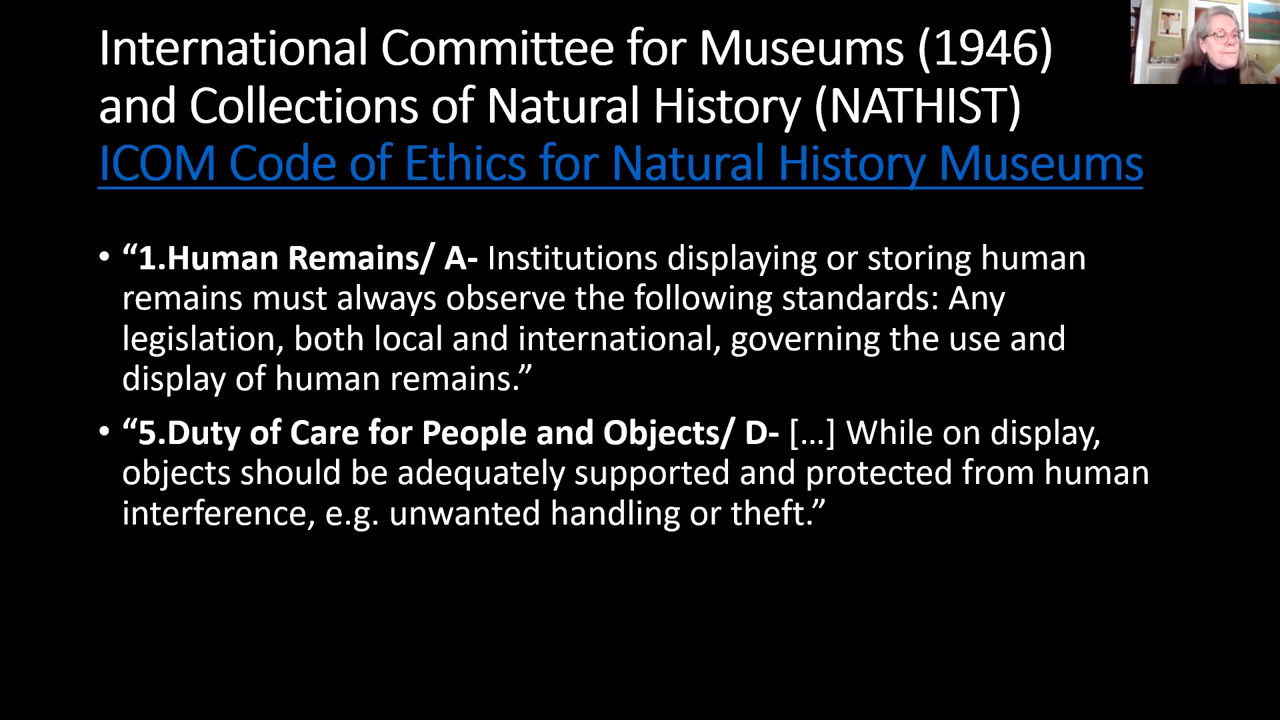 International Committee for Museums (1946)
and Collections of Natural History (NATHIST)
ICOM Code of Ethics for Natural History Museums
• “1.Human Remains/ A- Institutions displaying or storing human
remains must always observe the following standards: Any
legislation, both local and international, governing the use and
display of human remains.”
• “5.Duty of Care for People and Objects/ D- […] While on display,
objects should be adequately supported and protected from human
interference, e.g. unwanted handling or theft.”